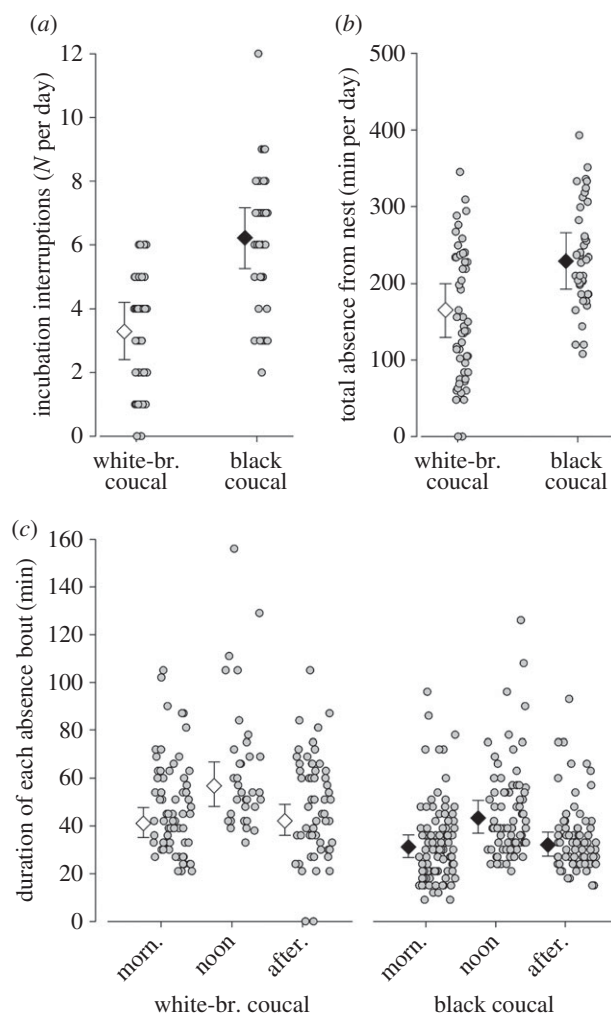 (a)
incubation interruptions (N per day)
12
10
8
6
4
2
0
white-br.
coucal
black
coucal
(b)
total absence from nest (min per day)
500
400
300
200
100
0
white-br.
coucal
black
coucal
(c)
duration of each absence bout (min)
160
140
120
100
80
60
40
20
0
morn.
noon
after.
white-br. coucal
morn.
noon
after.
black coucal